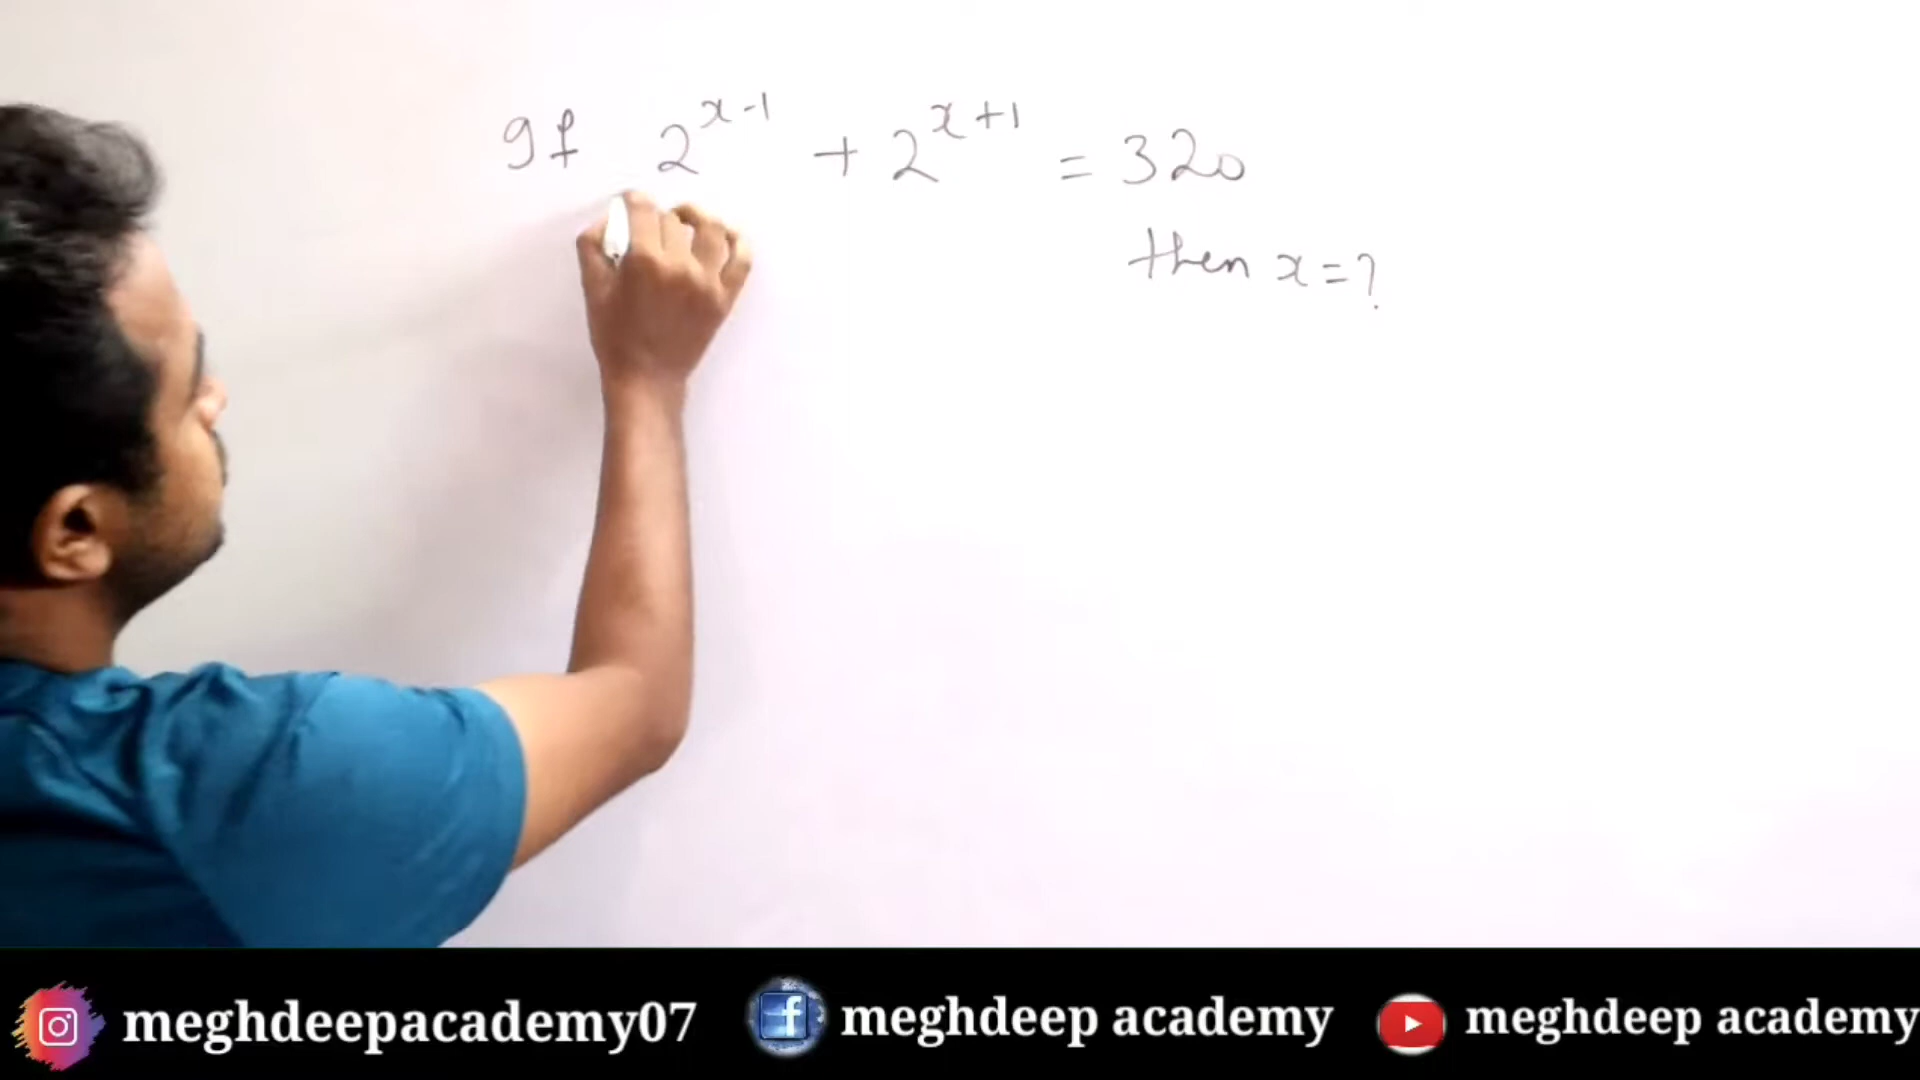 If 2^{x-1} + 2^{x+1} = 320
then x = ?
meghdeepacademy07 meghdeep academy meghdeep academy